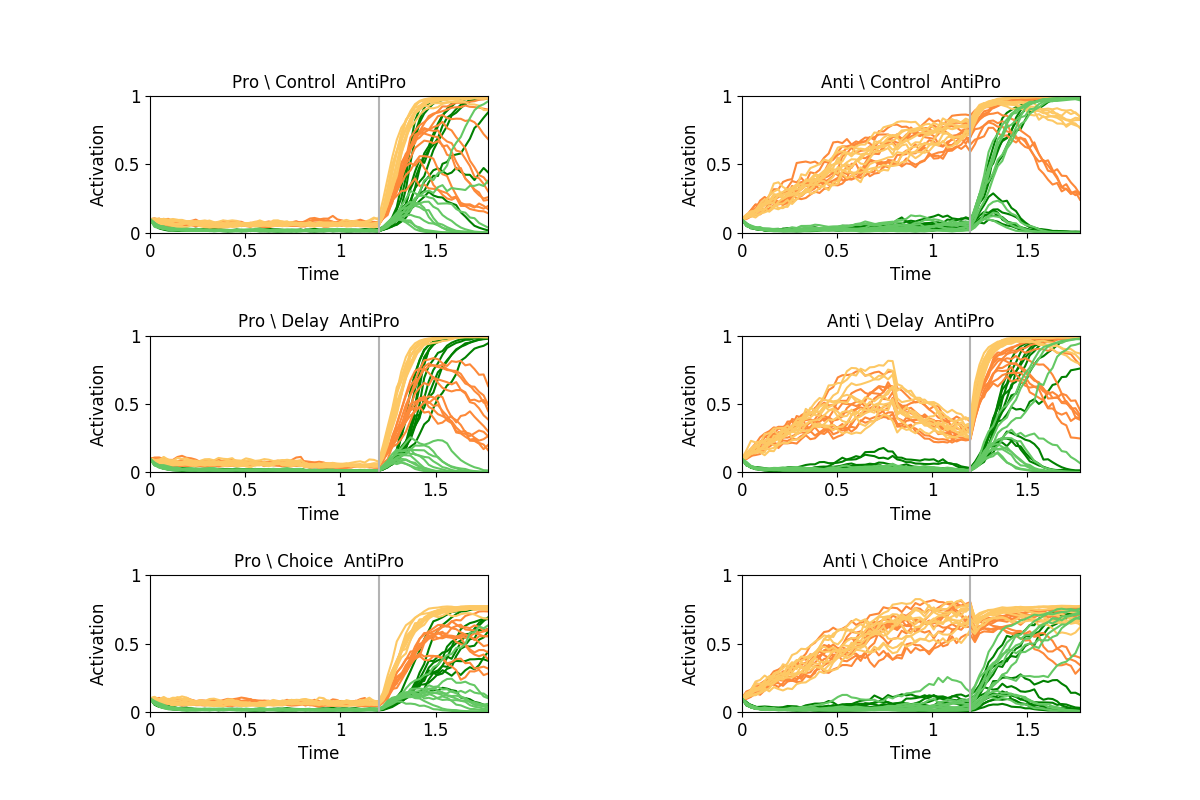 Pro \ Control  AntiPro
1
0.5
0
Activation
0 0.5 1 1.5
Time
Anti \ Control  AntiPro
1
0.5
0
Activation
0 0.5 1 1.5
Time
Pro \ Delay  AntiPro
1
0.5
0
Activation
0 0.5 1 1.5
Time
Anti \ Delay  AntiPro
1
0.5
0
Activation
0 0.5 1 1.5
Time
Pro \ Choice  AntiPro
1
0.5
0
Activation
0 0.5 1 1.5
Time
Anti \ Choice  AntiPro
1
0.5
0
Activation
0 0.5 1 1.5
Time